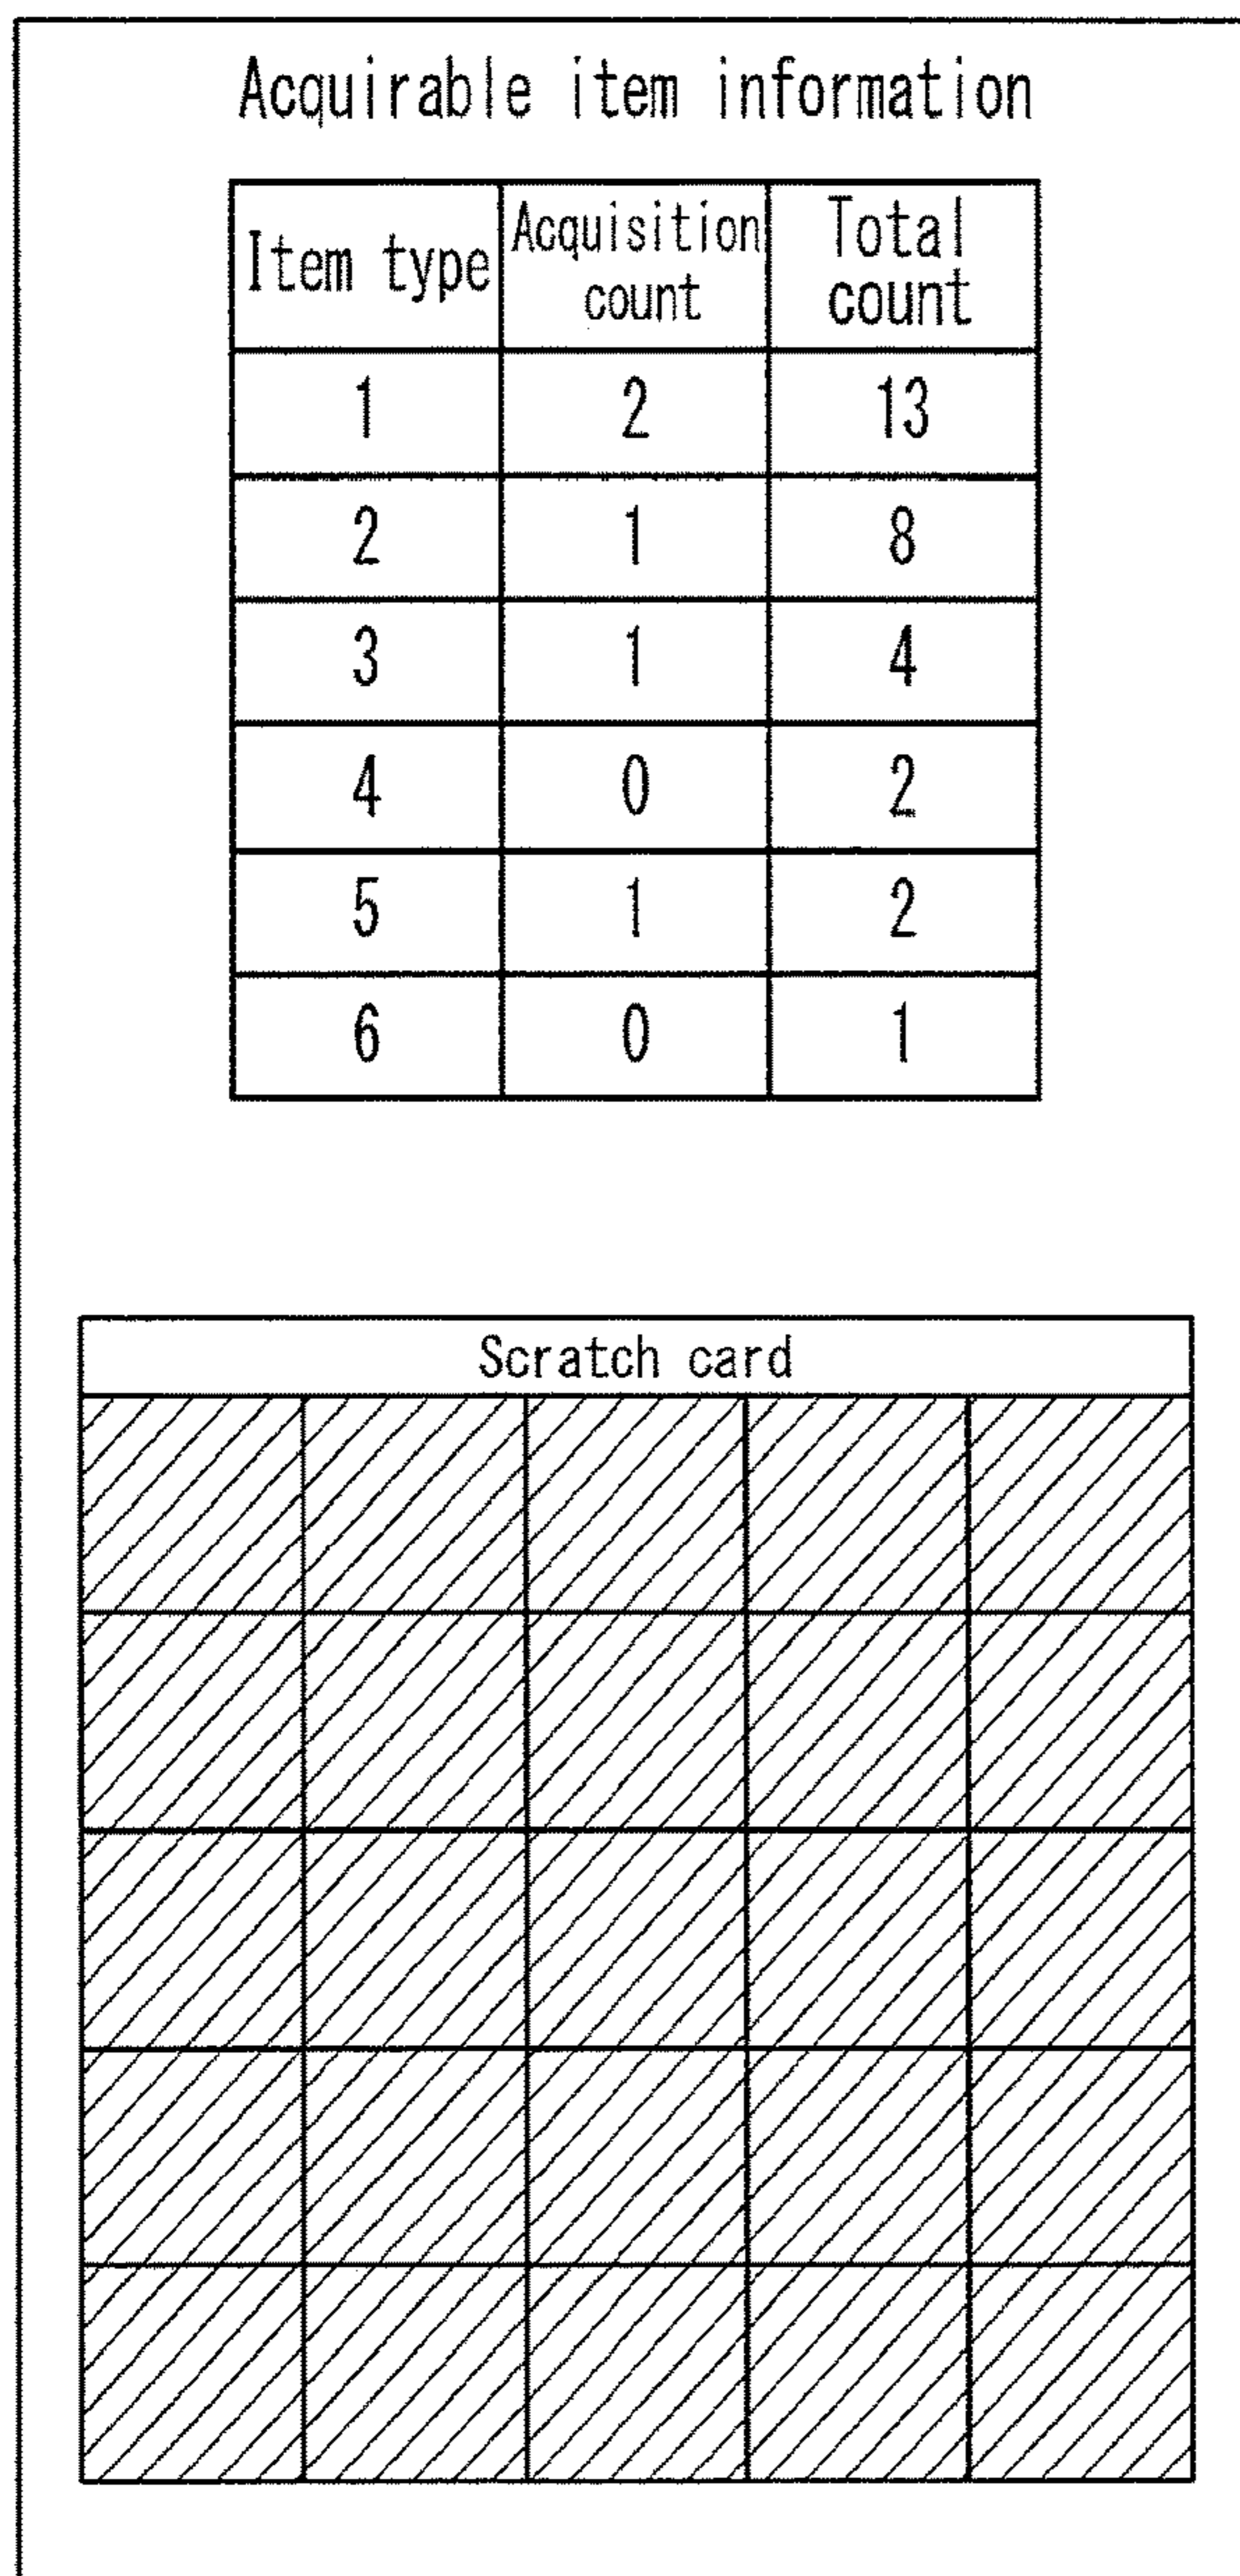 Acquirable item information
Item type Acquisition count Total count
1 2 13
2 1 8
3 1 4
4 0 2
5 1 2
6 0 1
Scratch card